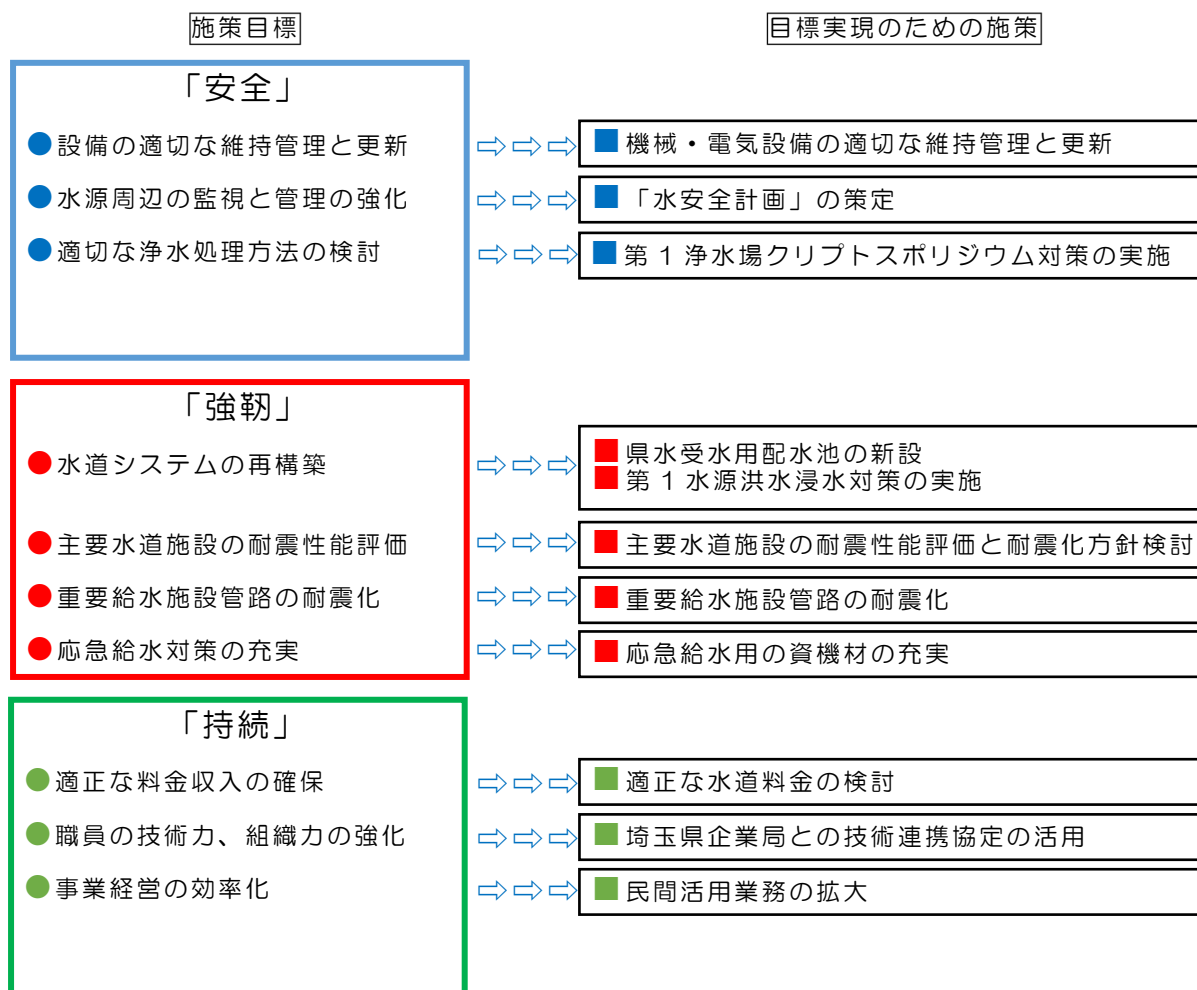 施策目標
目標実現のための施策
「安全」
●設備の適切な維持管理と更新
⇨⇨⇨
■機械・電気設備の適切な維持管理と更新
●水源周辺の監視と管理の強化
⇨⇨⇨
■「水安全計画」の策定
●適切な浄水処理方法の検討
⇨⇨⇨
■第1浄水場クリプトスポリジウム対策の実施
「強靭」
●水道システムの再構築
⇨⇨⇨
■県水受水用配水池の新設
■第1水源洪水浸水対策の実施
●主要水道施設の耐震性能評価
⇨⇨⇨
■主要水道施設の耐震性能評価と耐震化方針検討
●重要給水施設管路の耐震化
⇨⇨⇨
■重要給水施設管路の耐震化
●応急給水対策の充実
⇨⇨⇨
■応急給水用の資機材の充実
「持続」
●適正な料金収入の確保
⇨⇨⇨
■適正な水道料金の検討
●職員の技術力、組織力の強化
⇨⇨⇨
■埼玉県企業局との技術連携協定の活用
●事業経営の効率化
⇨⇨⇨
■民間活用業務の拡大